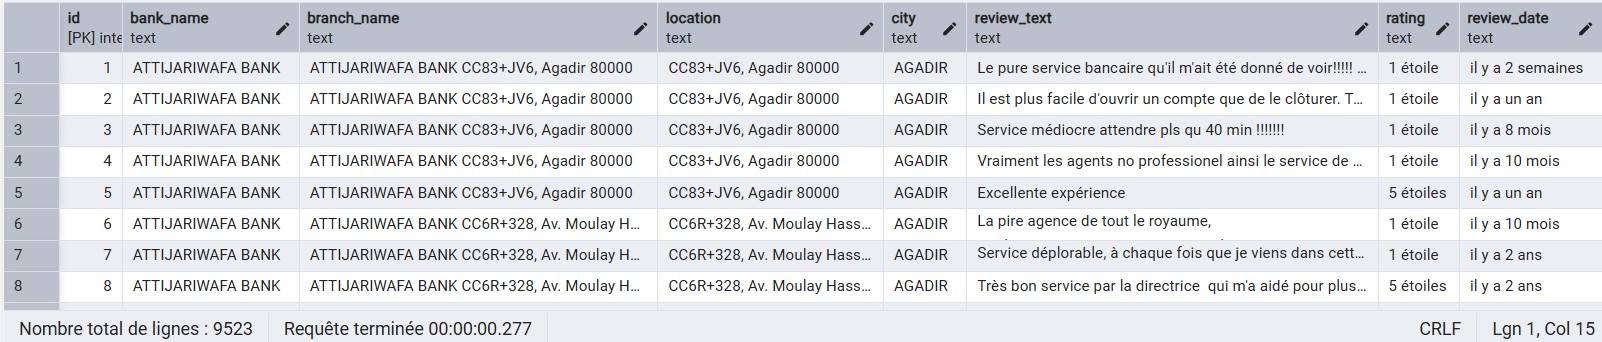 id bank_name branch_name location city review_text rating review_date
[PK] inte text text text text text text text
1 1 ATTIJARIWAFA BANK ATTIJARIWAFA BANK CC83+JV6, Agadir 80000 CC83+JV6, Agadir 80000 AGADIR Le pure service bancaire qu'il m'ait été donné de voir!!!!! ... 1 étoile il y a 2 semaines
2 2 ATTIJARIWAFA BANK ATTIJARIWAFA BANK CC83+JV6, Agadir 80000 CC83+JV6, Agadir 80000 AGADIR Il est plus facile d'ouvrir un compte que de le clôturer. T... 1 étoile il y a un an
3 3 ATTIJARIWAFA BANK ATTIJARIWAFA BANK CC83+JV6, Agadir 80000 CC83+JV6, Agadir 80000 AGADIR Service médiocre attendre pls qu 40 min !!!!!!! 1 étoile il y a 8 mois
4 4 ATTIJARIWAFA BANK ATTIJARIWAFA BANK CC83+JV6, Agadir 80000 CC83+JV6, Agadir 80000 AGADIR Vraiment les agents no professionel ainsi le service de ... 1 étoile il y a 10 mois
5 5 ATTIJARIWAFA BANK ATTIJARIWAFA BANK CC83+JV6, Agadir 80000 CC83+JV6, Agadir 80000 AGADIR Excellente expérience 5 étoiles il y a un an
6 6 ATTIJARIWAFA BANK ATTIJARIWAFA BANK CC6R+328, Av. Moulay H... CC6R+328, Av. Moulay Hass... AGADIR La pire agence de tout le royaume, 1 étoile il y a 10 mois
7 7 ATTIJARIWAFA BANK ATTIJARIWAFA BANK CC6R+328, Av. Moulay H... CC6R+328, Av. Moulay Hass... AGADIR Service déplorable, à chaque fois que je viens dans cett... 1 étoile il y a 2 ans
8 8 ATTIJARIWAFA BANK ATTIJARIWAFA BANK CC6R+328, Av. Moulay H... CC6R+328, Av. Moulay Hass... AGADIR Très bon service par la directrice qui m'a aidé pour plus... 5 étoiles il y a 2 ans
Nombre total de lignes : 9523 Requête terminée 00:00:00.277 CRLF Lgn 1, Col 15